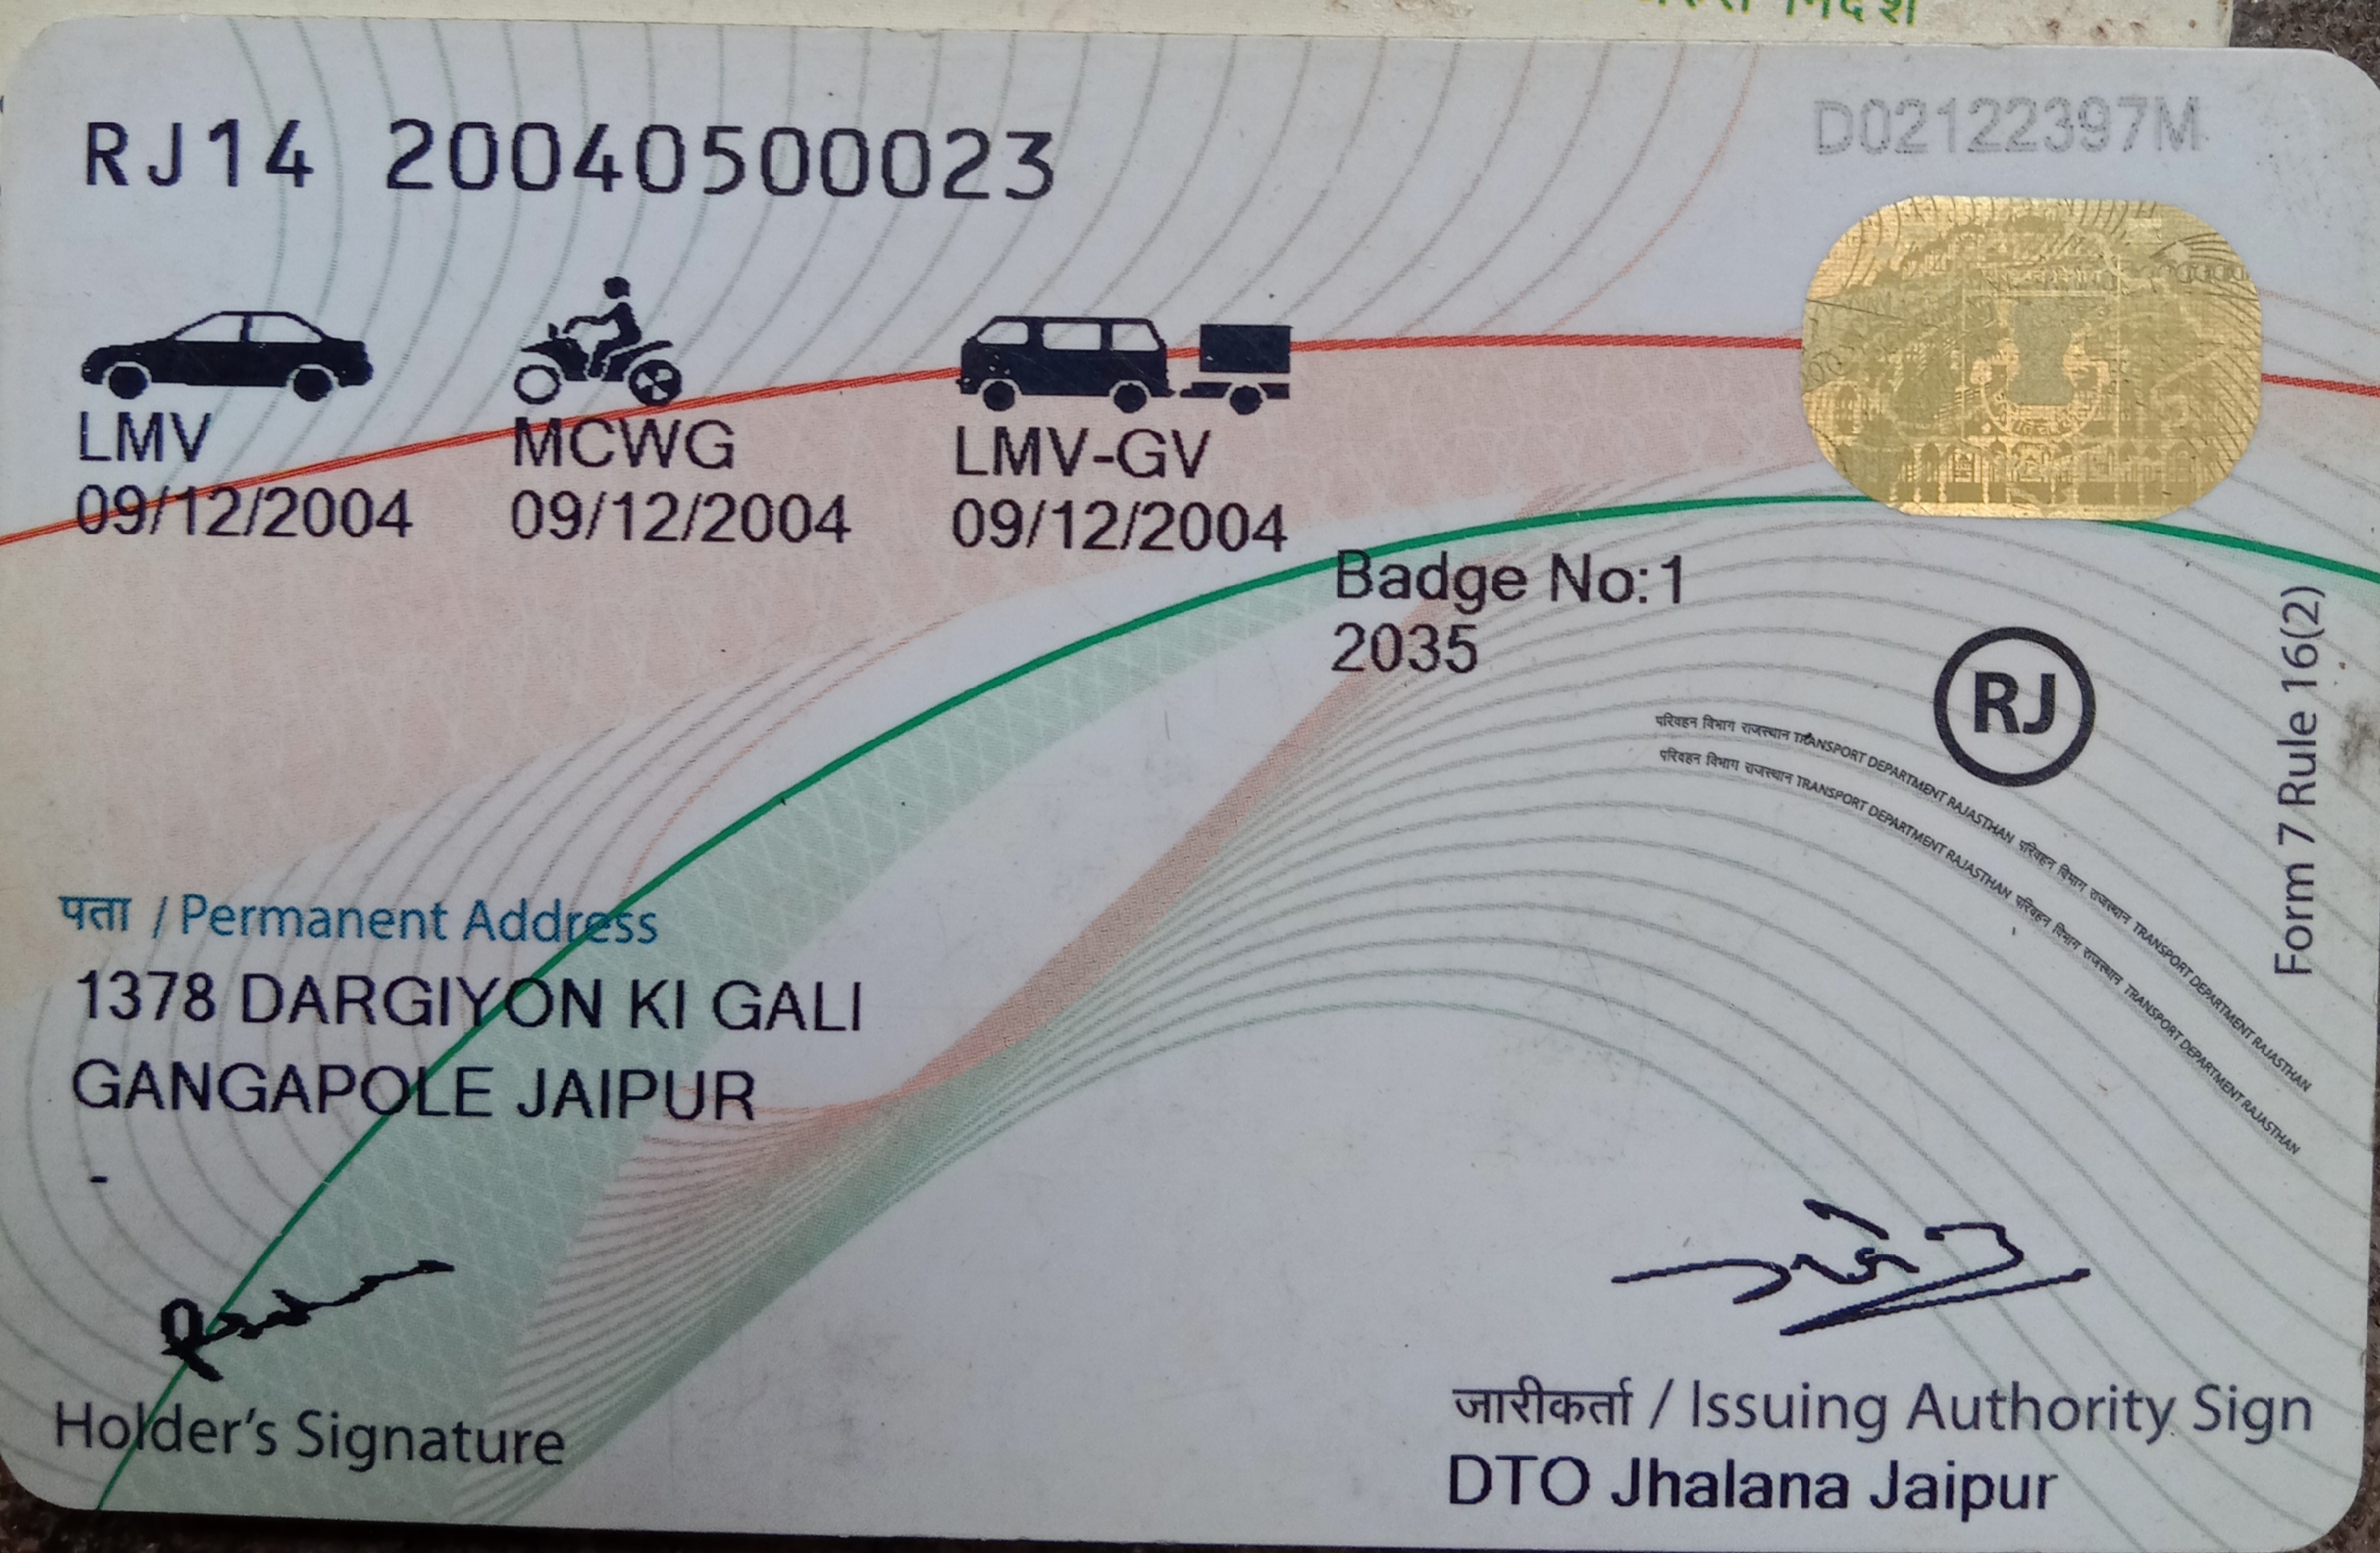 RJ14 20040500023
D02122397M
LMV
09/12/2004
MCWG
09/12/2004
LMV-GV
09/12/2004
Badge No:1
2035
RJ
Form 7 Rule 16(2)
परिवहन विभाग राजस्थान TRANSPORT DEPARTMENT RAJASTHAN परिवहन विभाग राजस्थान TRANSPORT DEPARTMENT RAJASTHAN
परिवहन विभाग राजस्थान TRANSPORT DEPARTMENT RAJASTHAN परिवहन विभाग राजस्थान TRANSPORT DEPARTMENT RAJASTHAN
पता / Permanent Address
1378 DARGIYON KI GALI
GANGAPOLE JAIPUR
-
Holder's Signature
जारीकर्ता / Issuing Authority Sign
DTO Jhalana Jaipur